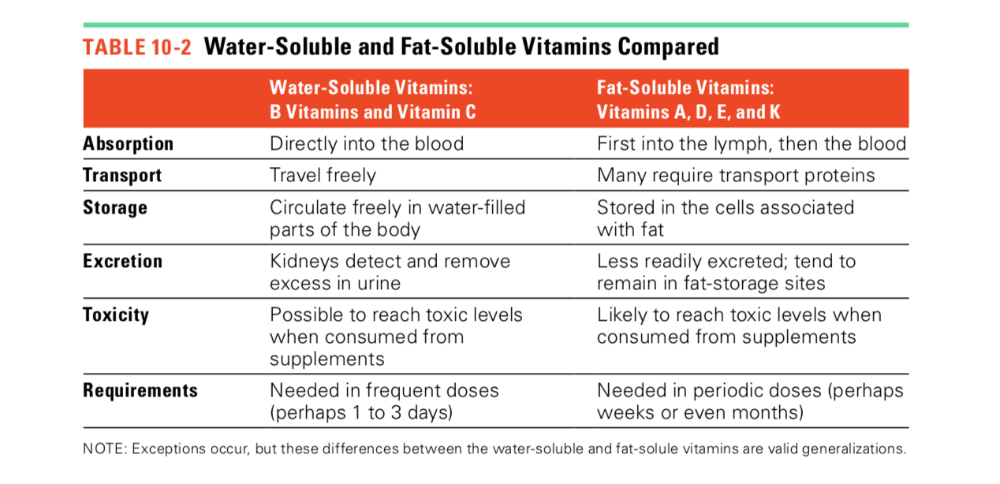 TABLE 10-2 Water-Soluble and Fat-Soluble Vitamins Compared
Water-Soluble Vitamins:
B Vitamins and Vitamin C
Fat-Soluble Vitamins:
Vitamins A, D, E, and K
Absorption
Directly into the blood
First into the lymph, then the blood
Transport
Travel freely
Many require transport proteins
Storage
Circulate freely in water-filled
parts of the body
Stored in the cells associated
with fat
Excretion
Kidneys detect and remove
excess in urine
Less readily excreted; tend to
remain in fat-storage sites
Toxicity
Possible to reach toxic levels
when consumed from
supplements
Likely to reach toxic levels when
consumed from supplements
Requirements
Needed in frequent doses
(perhaps 1 to 3 days)
Needed in periodic doses (perhaps
weeks or even months)
NOTE: Exceptions occur, but these differences between the water-soluble and fat-solule vitamins are valid generalizations.